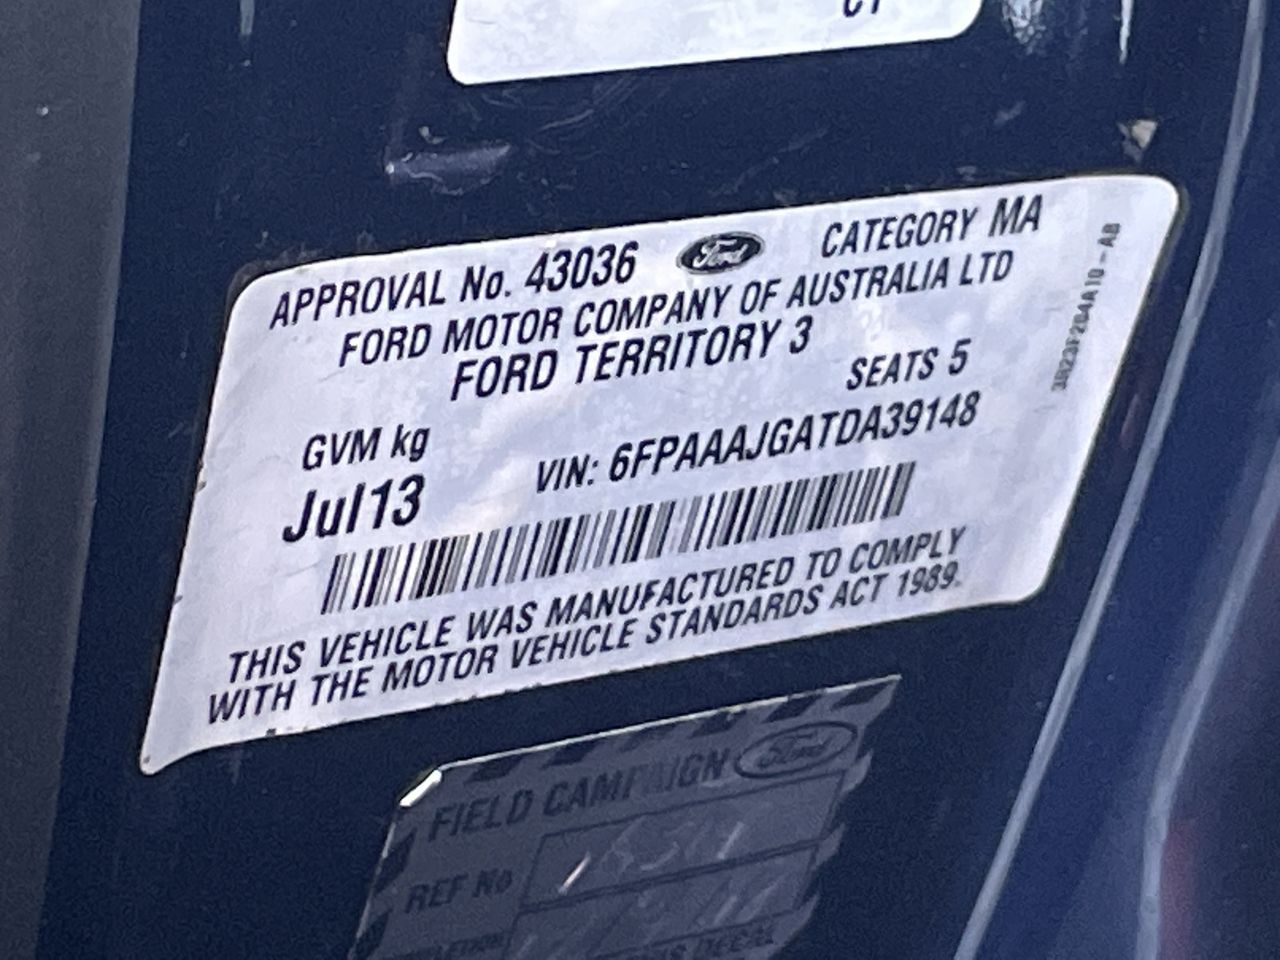 APPROVAL No. 43036 Ford CATEGORY MA
FORD MOTOR COMPANY OF AUSTRALIA LTD
FORD TERRITORY 3
SEATS 5
GVM kg
Jul13 VIN: 6FPAAAJGATDA39148
THIS VEHICLE WAS MANUFACTURED TO COMPLY
WITH THE MOTOR VEHICLE STANDARDS ACT 1989.
FIELD CAMPAIGN Ford
REF No
DECAL